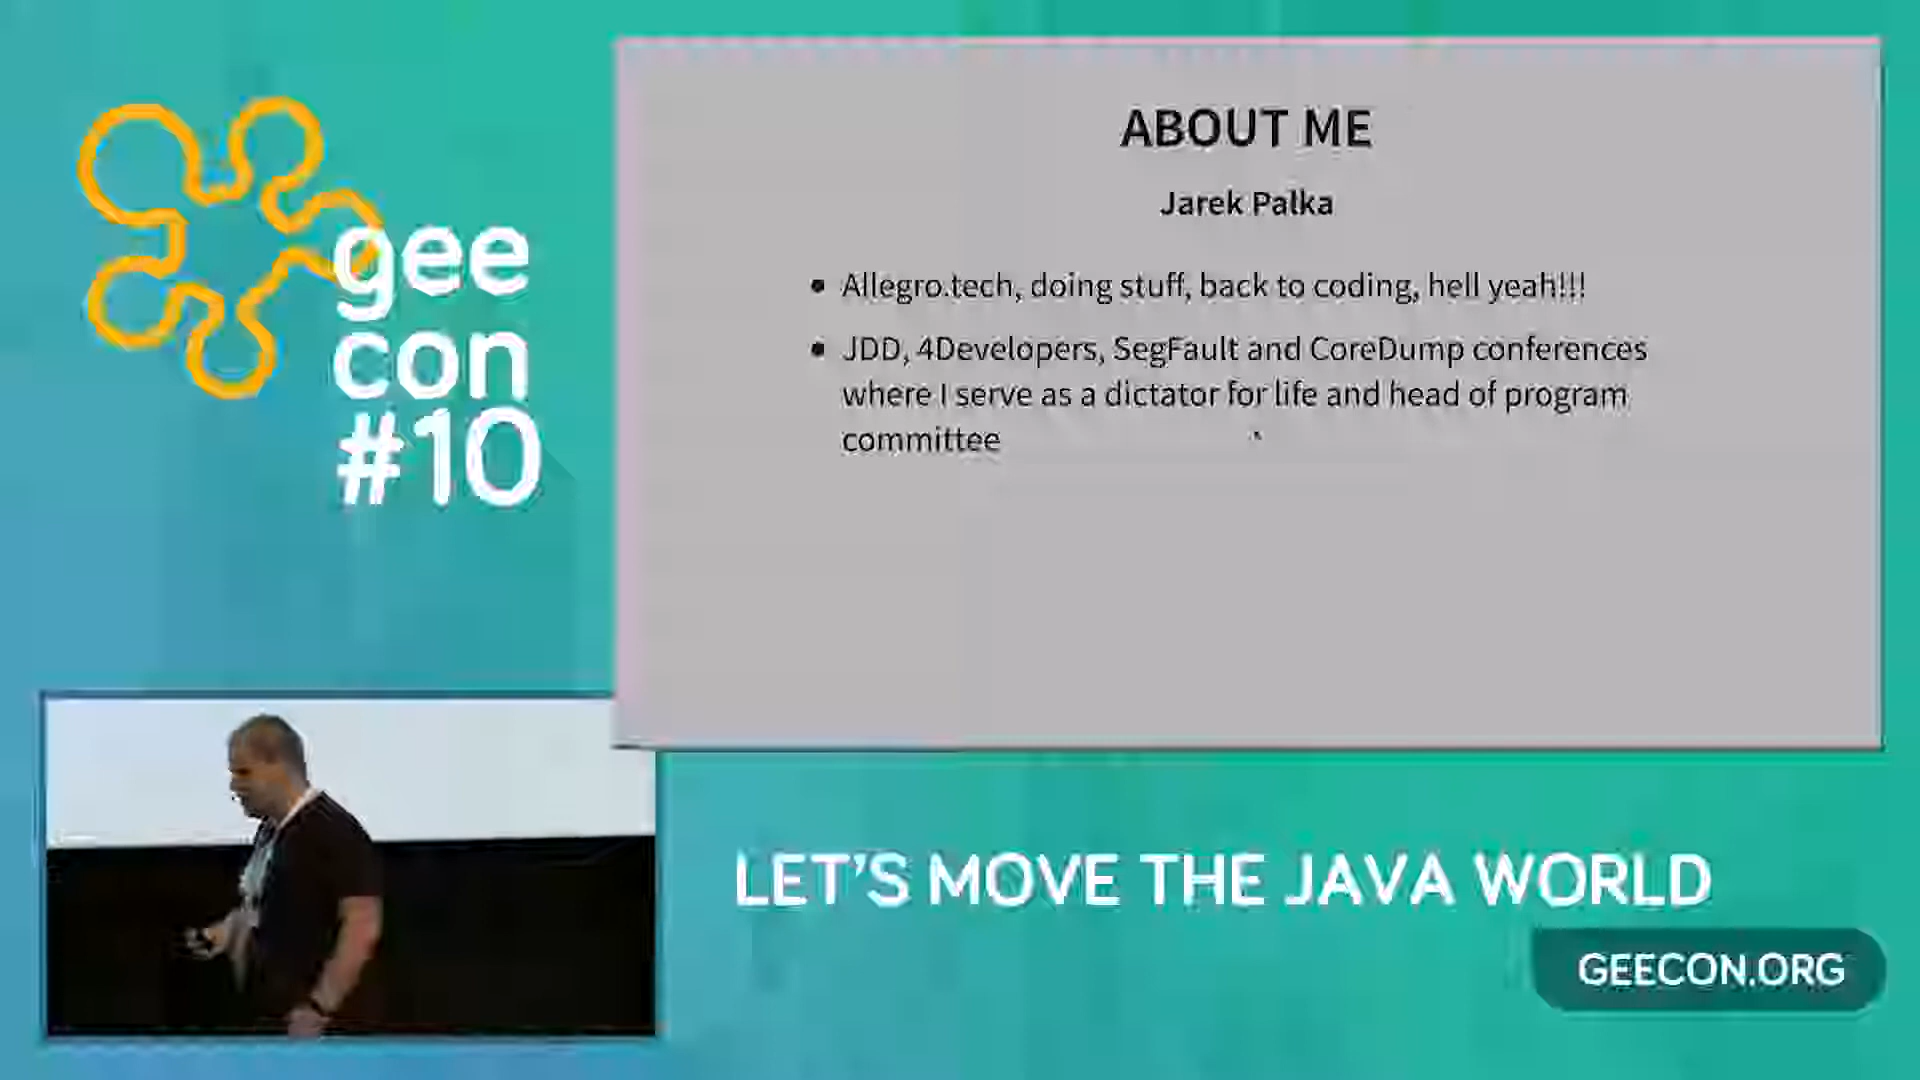 gee
con
#10
ABOUT ME
Jarek Pałka
Allegro.tech, doing stuff, back to coding, hell yeah!!!
JDD, 4Developers, SegFault and CoreDump conferences
where I serve as a dictator for life and head of program
committee
LET'S MOVE THE JAVA WORLD
GEECON.ORG